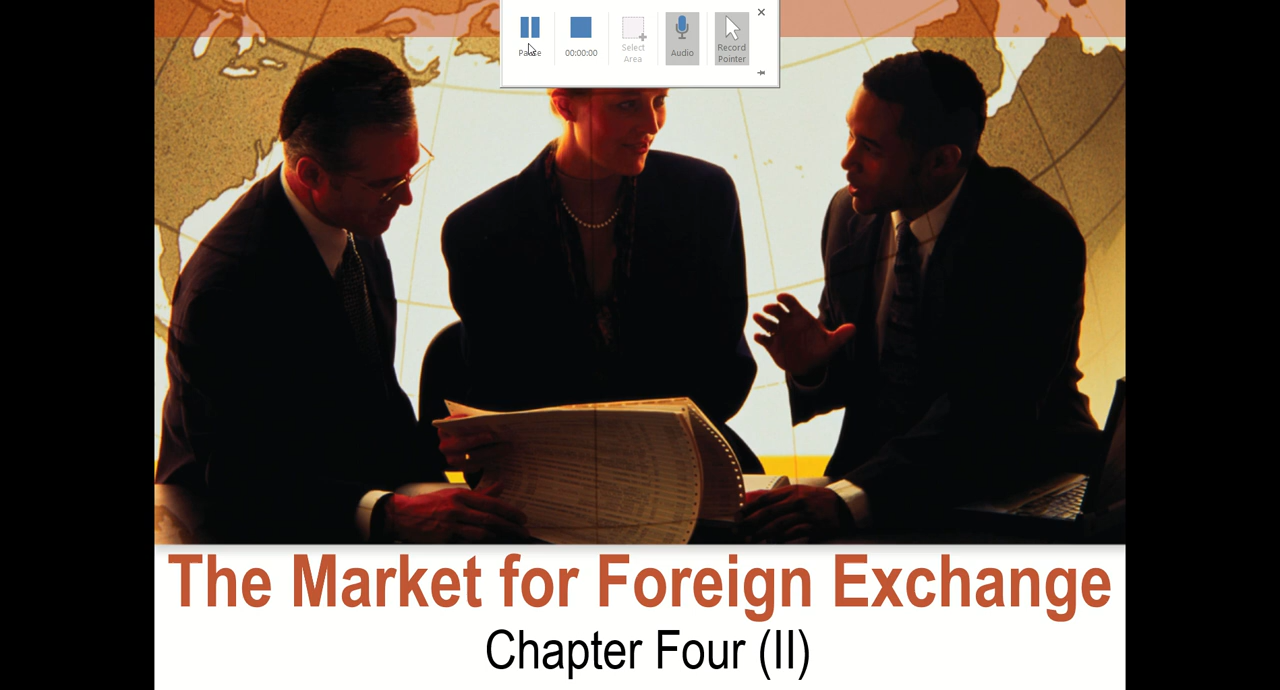 Pause
00:00:00
Select
Area
Audio
Record
Pointer
The Market for Foreign Exchange
Chapter Four (II)